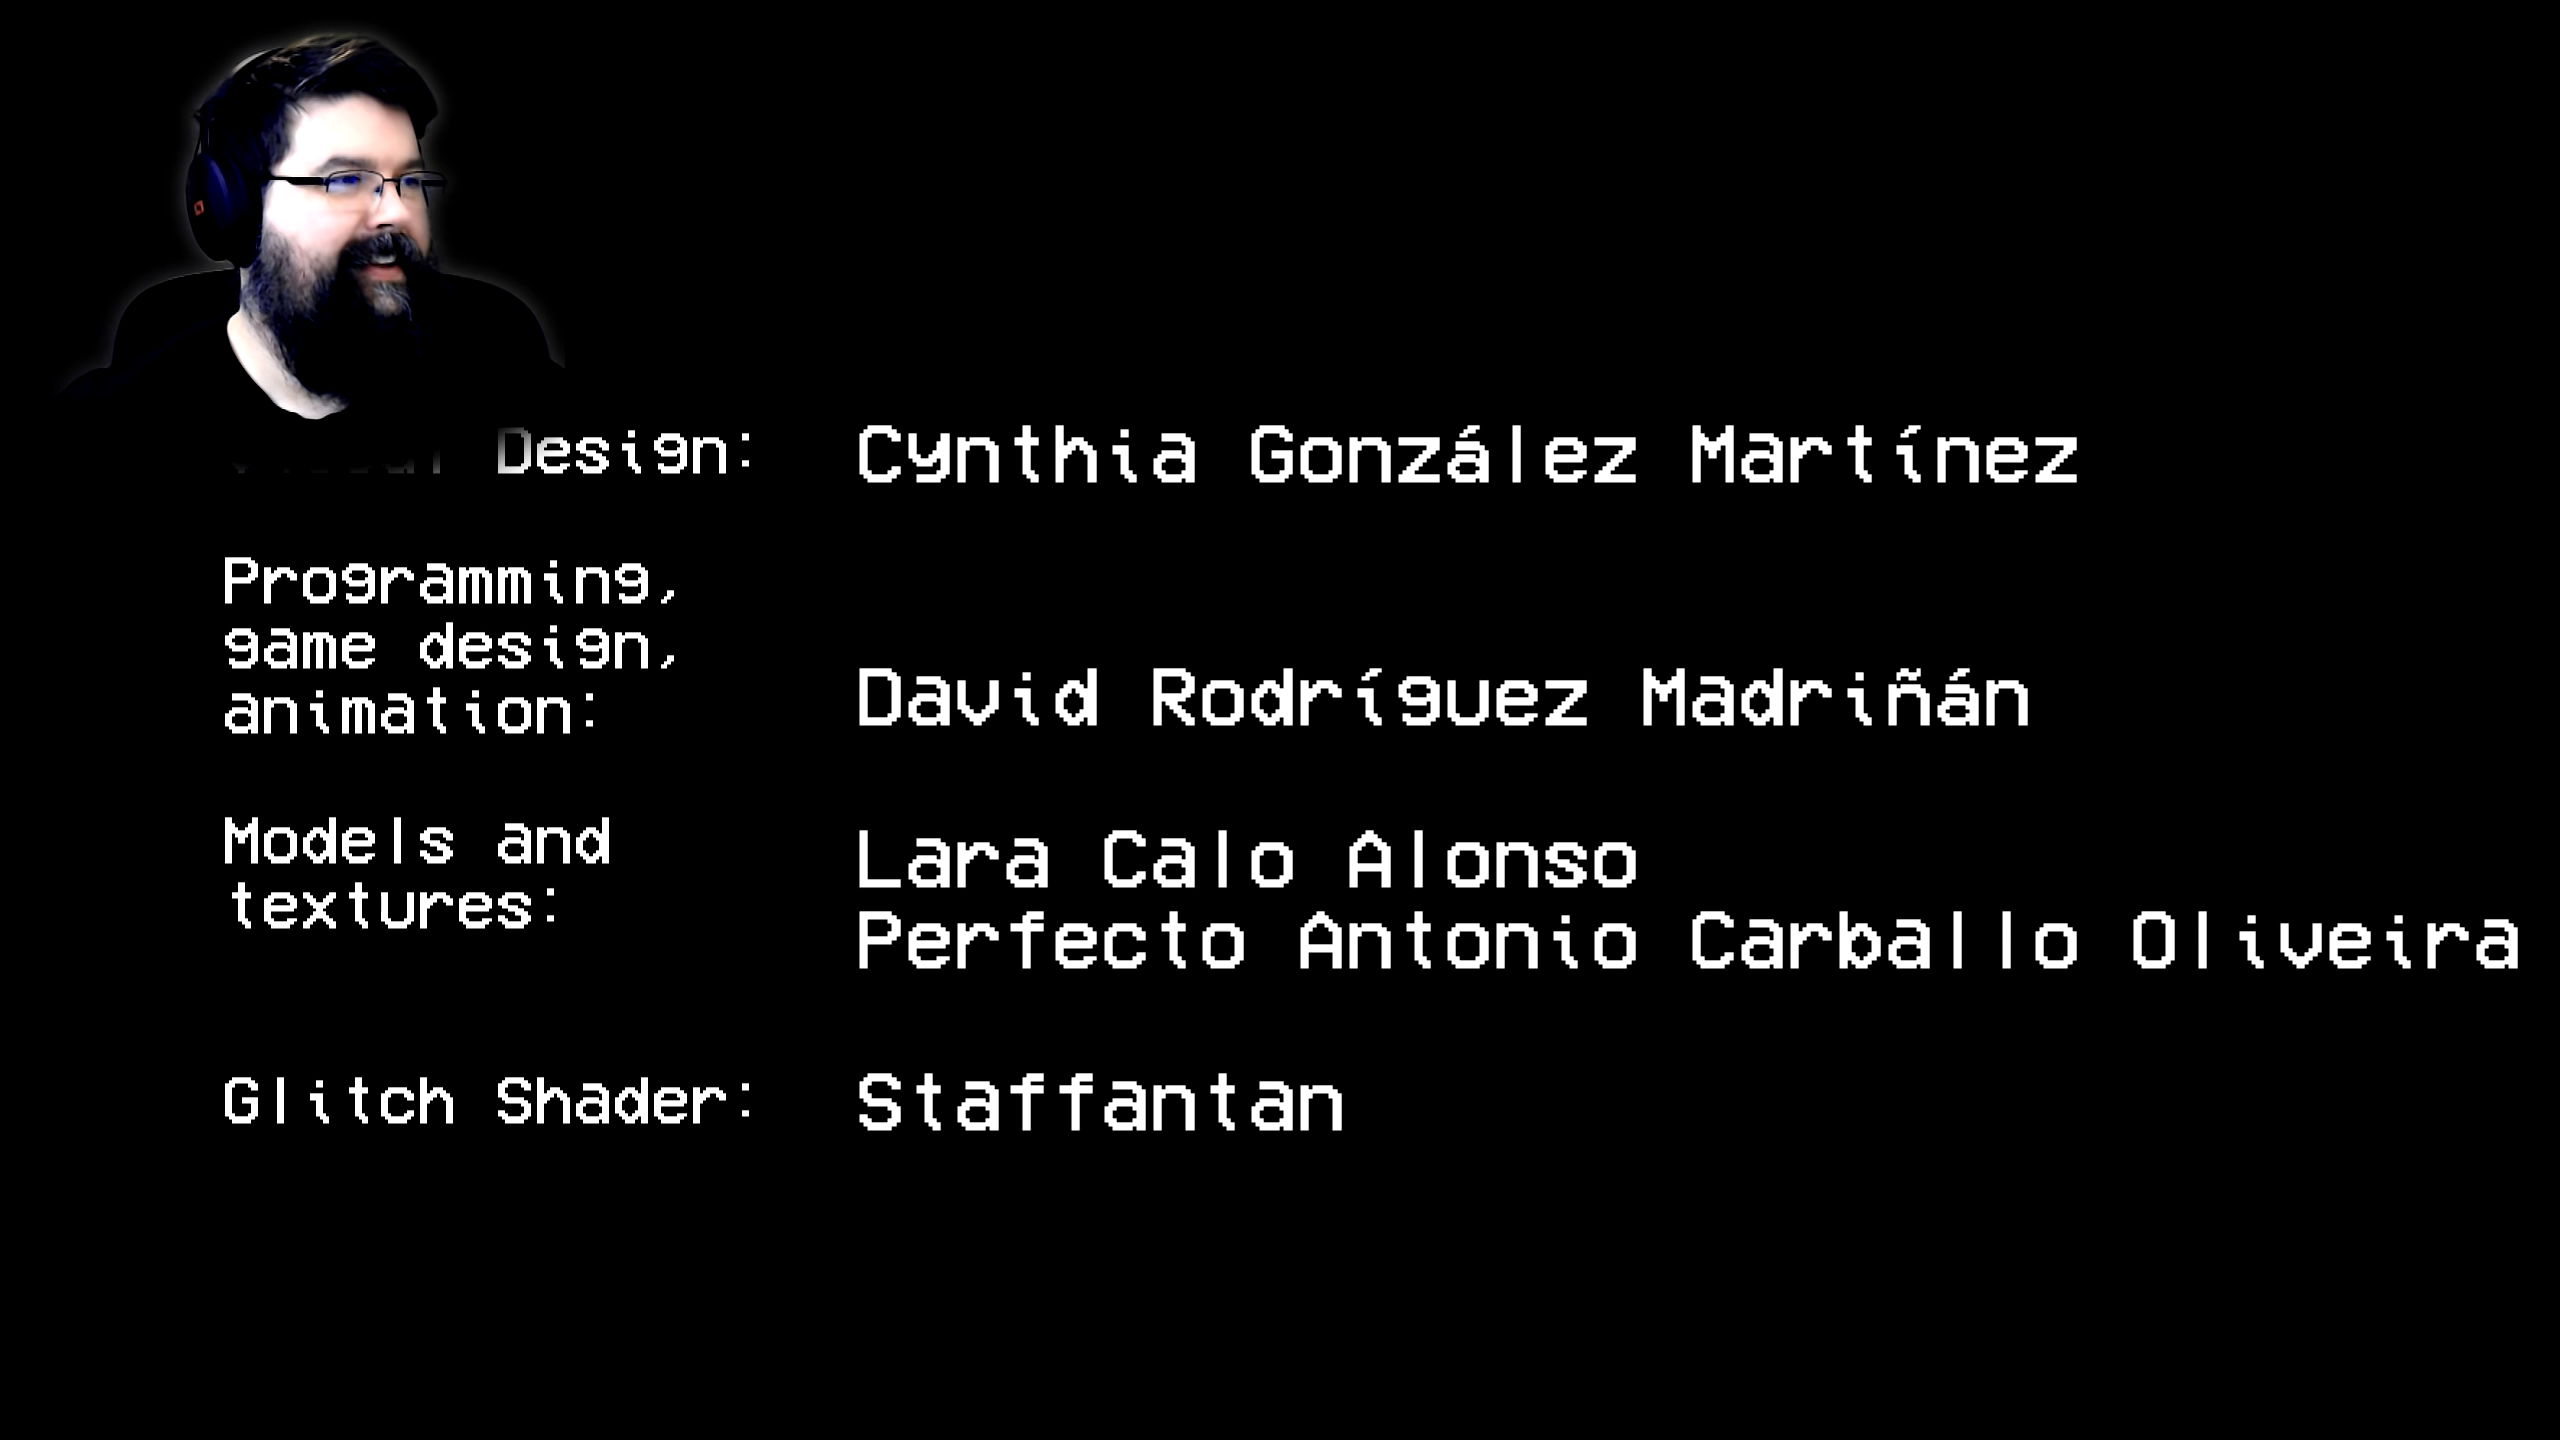 Design: Cynthia González Martínez
Programming,
game design,
animation: David Rodríguez Madriñán
Models and
textures:
Lara Calo Alonso
Perfecto Antonio Carballo Oliveira
Glitch Shader: Staffantan